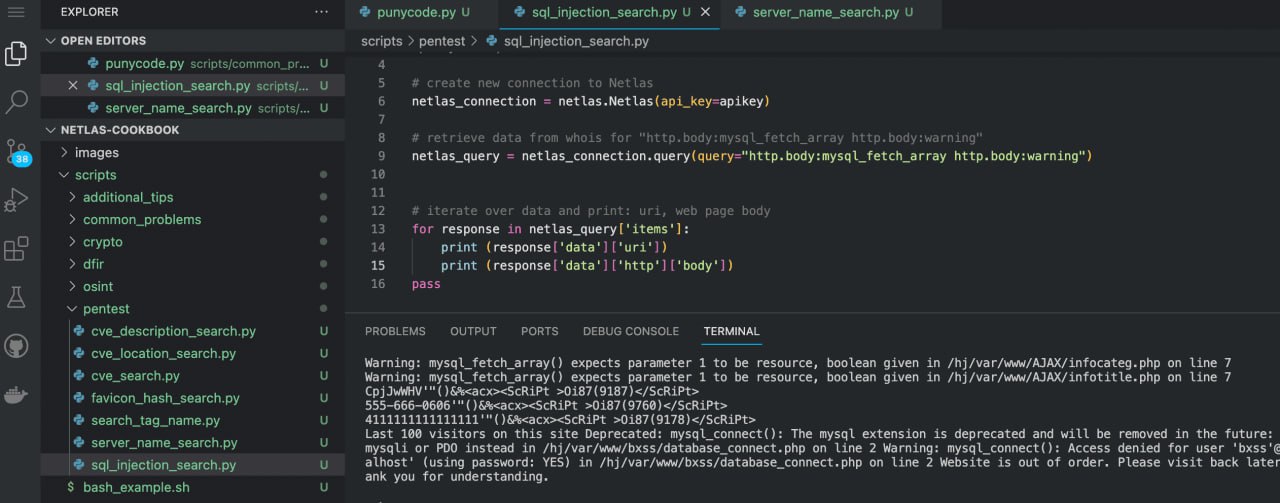 EXPLORER ...
OPEN EDITORS
punycode.py scripts/common_pr... U
sql_injection_search.py scripts/... U
server_name_search.py scripts/... U
NETLAS-COOKBOOK
images
scripts
additional_tips
common_problems
crypto
dfir
osint
pentest
cve_description_search.py U
cve_location_search.py U
cve_search.py U
favicon_hash_search.py U
search_tag_name.py U
server_name_search.py U
sql_injection_search.py U
$ bash_example.sh U
38
punycode.py U sql_injection_search.py U server_name_search.py U
scripts > pentest > sql_injection_search.py
4
5 # create new connection to Netlas
6 netlas_connection = netlas.Netlas(api_key=apikey)
7
8 # retrieve data from whois for "http.body:mysql_fetch_array http.body:warning"
9 netlas_query = netlas_connection.query(query="http.body:mysql_fetch_array http.body:warning")
10
11
12 # iterate over data and print: uri, web page body
13 for response in netlas_query['items']:
14 print (response['data']['uri'])
15 print (response['data']['http']['body'])
16 pass
PROBLEMS OUTPUT PORTS DEBUG CONSOLE TERMINAL
Warning: mysql_fetch_array() expects parameter 1 to be resource, boolean given in /hj/var/www/AJAX/infocateg.php on line 7
Warning: mysql_fetch_array() expects parameter 1 to be resource, boolean given in /hj/var/www/AJAX/infotitle.php on line 7
CpjJwWHV'"()&%<acx><ScRiPt >Oi87(9187)</ScRiPt>
555-666-0606'"()&%<acx><ScRiPt >Oi87(9760)</ScRiPt>
4111111111111111'"()&%<acx><ScRiPt >Oi87(9178)</ScRiPt>
Last 100 visitors on this site Deprecated: mysql_connect(): The mysql extension is deprecated and will be removed in the future:
mysqli or PDO instead in /hj/var/www/bxss/database_connect.php on line 2 Warning: mysql_connect(): Access denied for user 'bxss'@
alhost' (using password: YES) in /hj/var/www/bxss/database_connect.php on line 2 Website is out of order. Please visit back later
ank you for understanding.